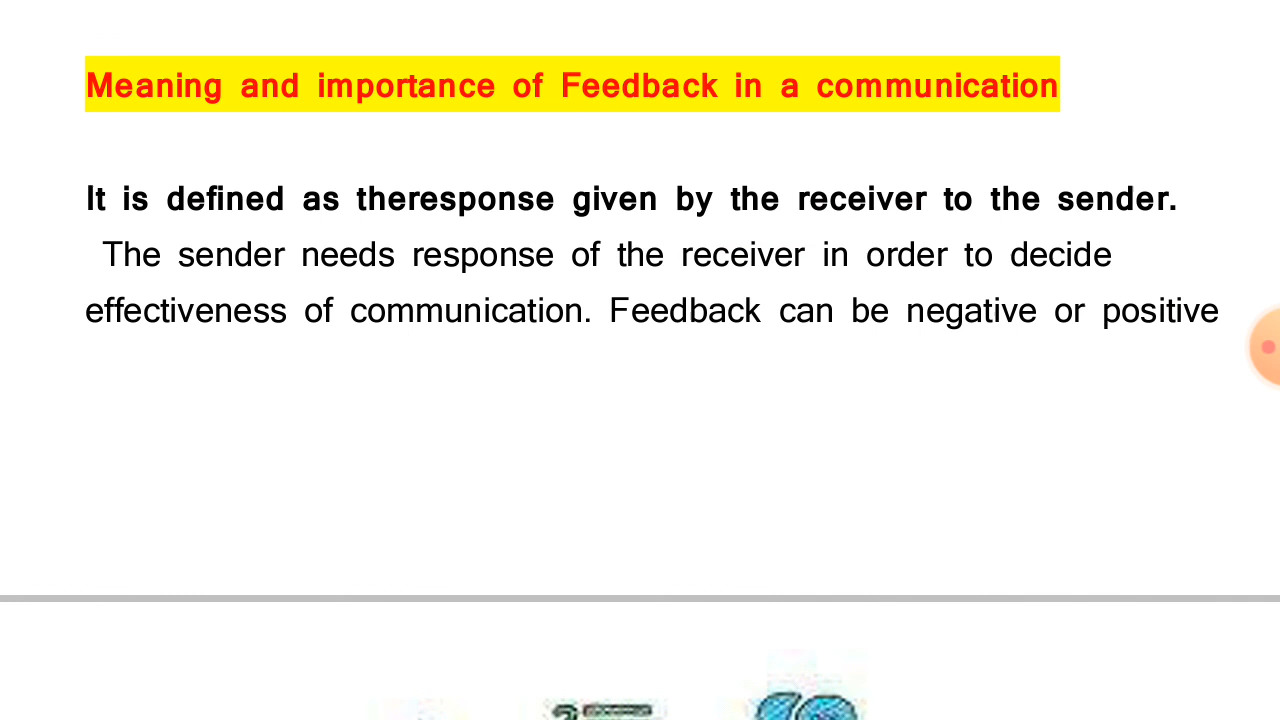 Meaning and importance of Feedback in a communication
It is defined as theresponse given by the receiver to the sender.
The sender needs response of the receiver in order to decide
effectiveness of communication. Feedback can be negative or positive